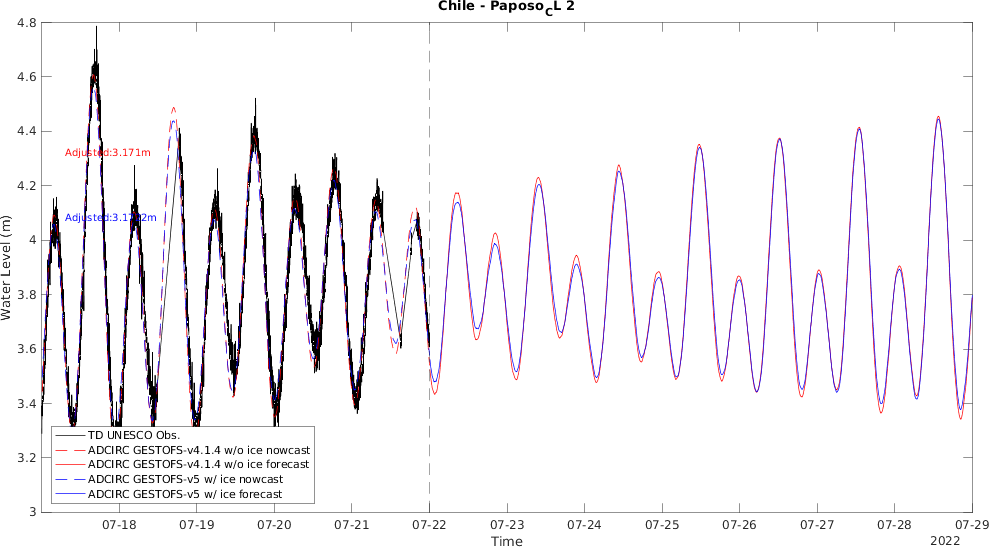 Chile - Paposo_CL 2
4.8
4.6
4.4
4.2
4
3.8
3.6
3.4
3.2
3
Water Level (m)
Adjusted:3.171m
TD UNESCO Obs.
ADCIRC GESTOFS-v4.1.4 w/o ice nowcast
ADCIRC GESTOFS-v4.1.4 w/o ice forecast
ADCIRC GESTOFS-v5 w/ ice nowcast
ADCIRC GESTOFS-v5 w/ ice forecast
07-18
07-19
07-20
07-21
07-22
07-23
07-24
07-25
07-26
07-27
07-28
07-29
Time
2022